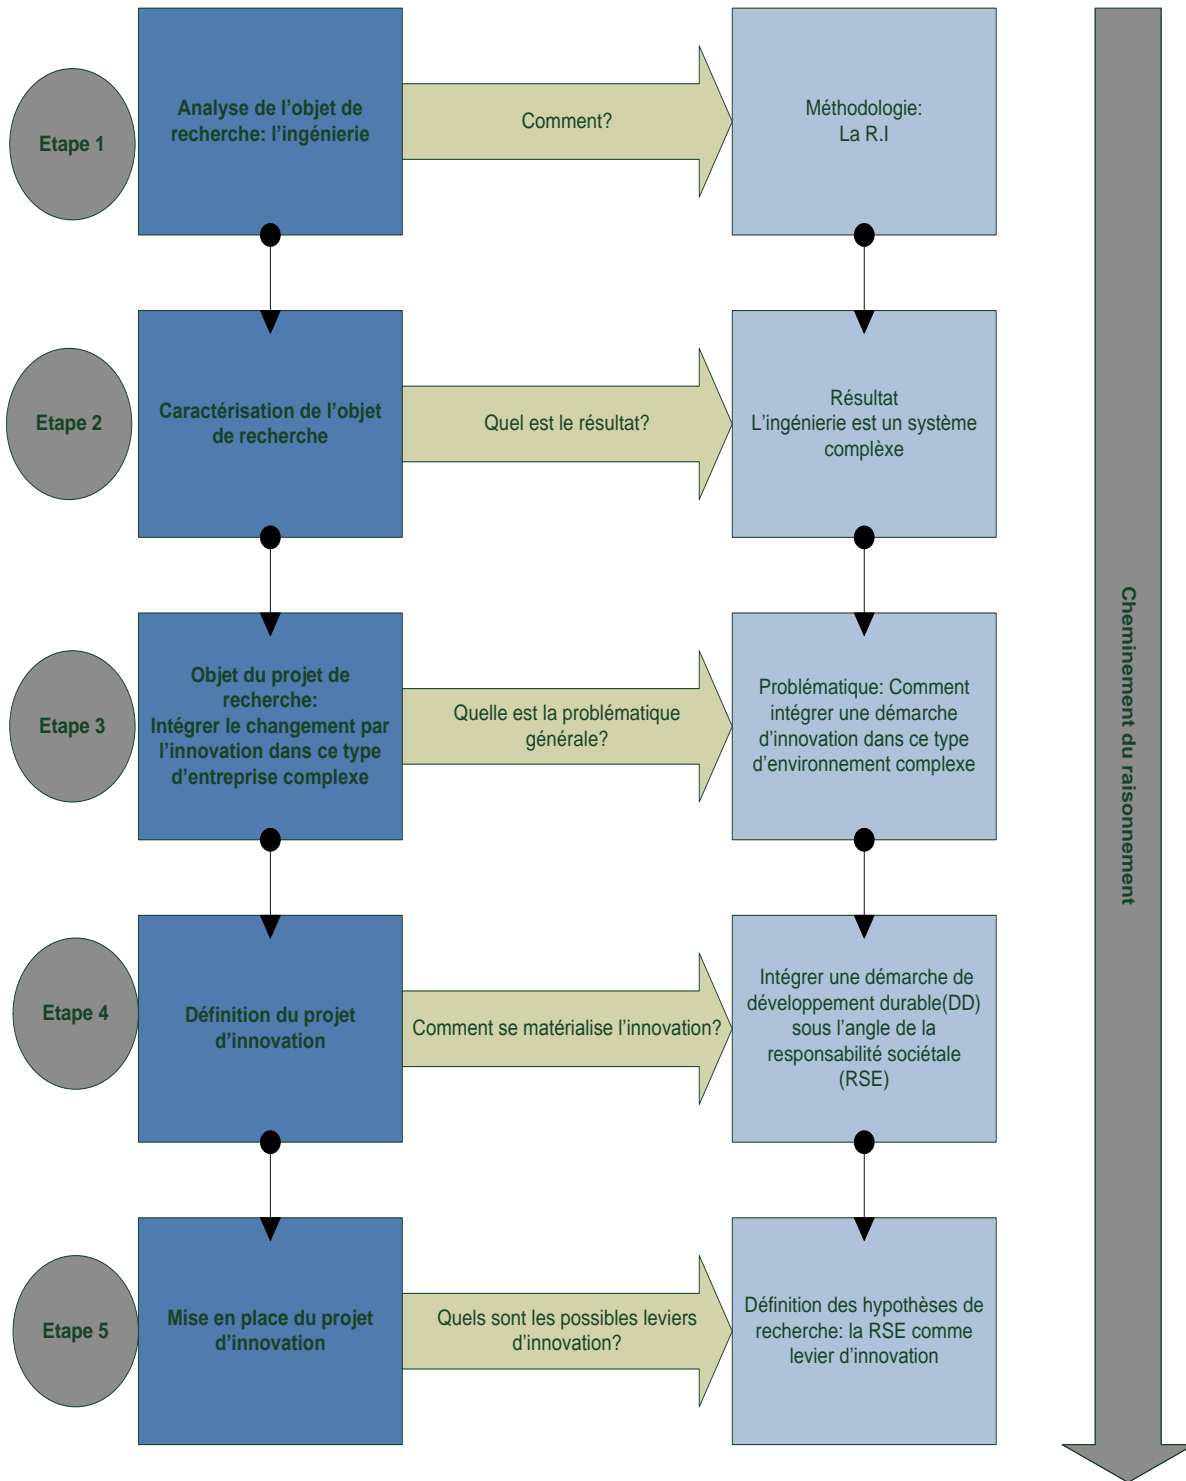 Etape 1
Analyse de l’objet de
recherche: l’ingénierie
Comment?
Méthodologie:
La R.I
Etape 2
Caractérisation de l’objet
de recherche
Quel est le résultat?
Résultat
L’ingénierie est un système
complèxe
Etape 3
Objet du projet de
recherche:
Intégrer le changement par
l’innovation dans ce type
d’entreprise complexe
Quelle est la problématique
générale?
Problématique: Comment
intégrer une démarche
d’innovation dans ce type
d’environnement complexe
Etape 4
Définition du projet
d’innovation
Comment se matérialise l’innovation?
Intégrer une démarche de
développement durable(DD)
sous l’angle de la
responsabilité sociétale
(RSE)
Etape 5
Mise en place du projet
d’innovation
Quels sont les possibles leviers
d’innovation?
Définition des hypothèses de
recherche: la RSE comme
levier d’innovation
Cheminement du raisonnement